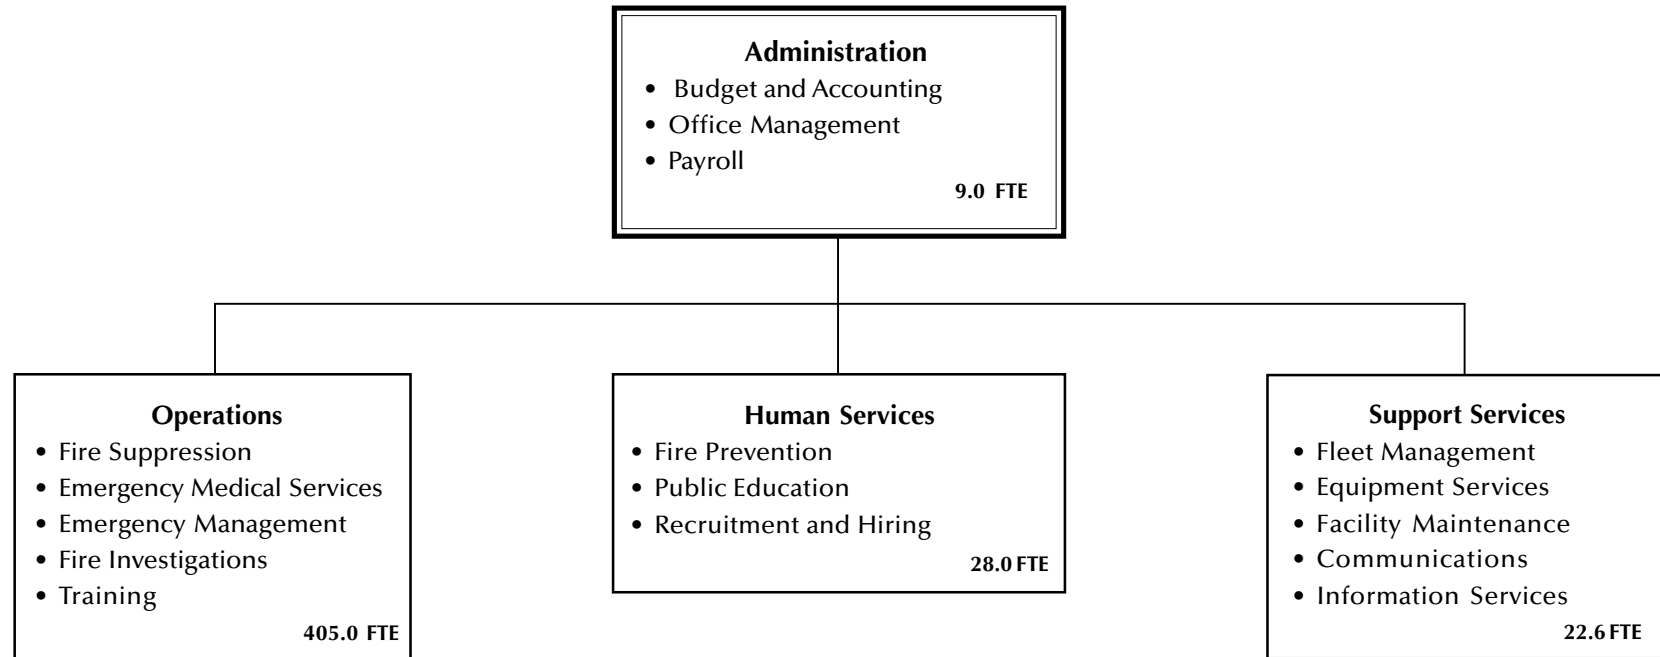 Administration
• Budget and Accounting
• Office Management
• Payroll
9.0 FTE
Operations
• Fire Suppression
• Emergency Medical Services
• Emergency Management
• Fire Investigations
• Training
405.0 FTE
Human Services
• Fire Prevention
• Public Education
• Recruitment and Hiring
28.0 FTE
Support Services
• Fleet Management
• Equipment Services
• Facility Maintenance
• Communications
• Information Services
22.6 FTE